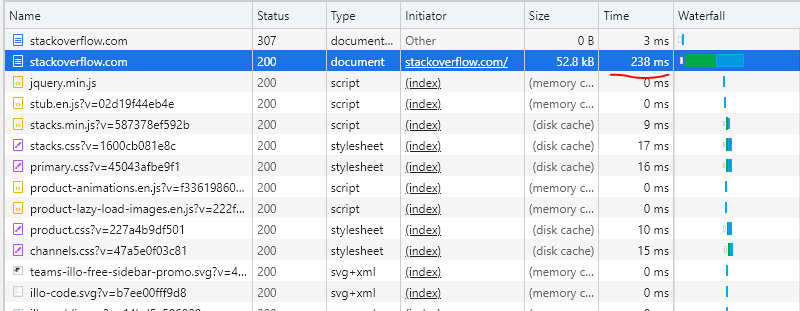 Name Status Type Initiator Size Time Waterfall
stackoverflow.com 307 document... Other 0 B 3 ms
stackoverflow.com 200 document stackoverflow.com/ 52.8 kB 238 ms
jquery.min.js 200 script (index) (memory c... 0 ms
stub.en.js?v=02d19f44eb4e 200 script (index) (memory c... 0 ms
stacks.min.js?v=587378ef592b 200 script (index) (disk cache) 9 ms
stacks.css?v=1600cb081e8c 200 stylesheet (index) (disk cache) 17 ms
primary.css?v=45043afbe9f1 200 stylesheet (index) (disk cache) 16 ms
product-animations.en.js?v=f33619860... 200 script (index) (memory c... 0 ms
product-lazy-load-images.en.js?v=222f... 200 script (index) (memory c... 0 ms
product.css?v=227a4b9df501 200 stylesheet (index) (disk cache) 10 ms
channels.css?v=47a5e0f03c81 200 stylesheet (index) (disk cache) 15 ms
teams-illo-free-sidebar-promo.svg?v=4... 200 svg+xml (index) (memory c... 0 ms
illo-code.svg?v=b7ee00fff9d8 200 svg+xml (index) (memory c... 0 ms